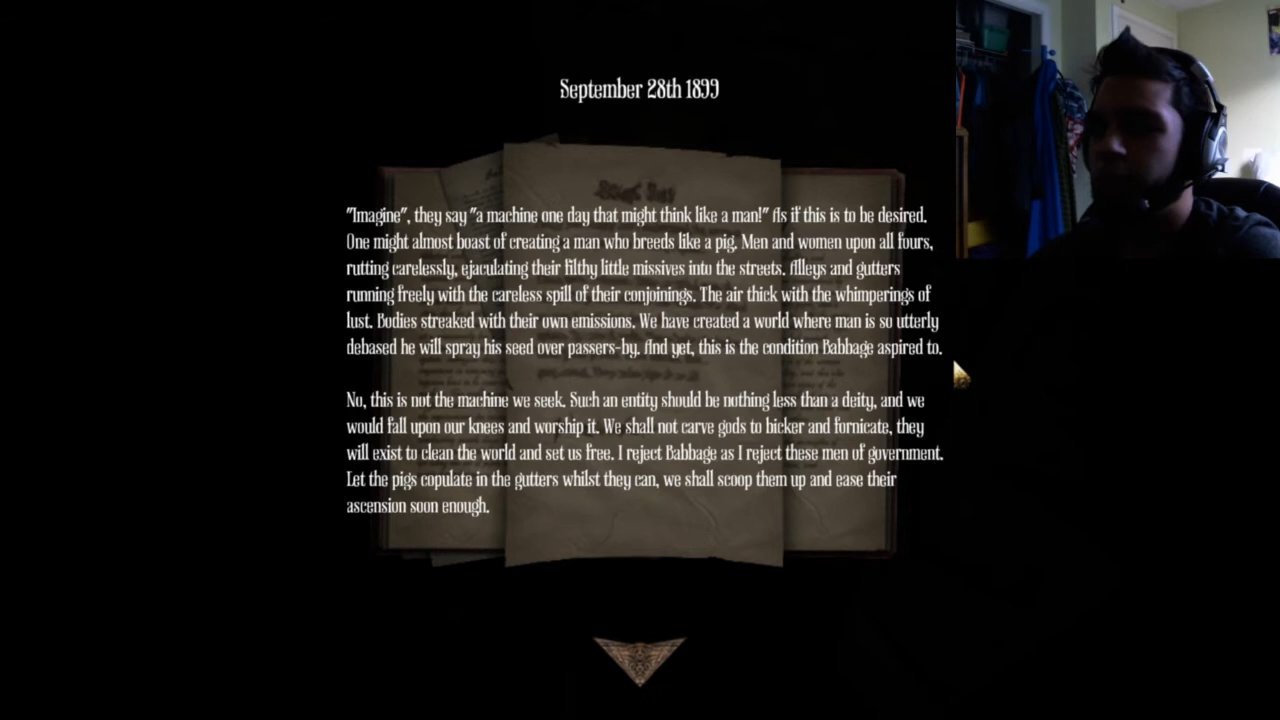 September 28th 1899
"Imagine", they say "a machine one day that might think like a man!" As if this is to be desired.
One might almost boast of creating a man who breeds like a pig. Men and women upon all fours,
rutting carelessly, ejaculating their filthy little missives into the streets. Alleys and gutters
running freely with the careless spill of their conjoinings. The air thick with the whimperings of
lust. Bodies streaked with their own emissions. We have created a world where man is so utterly
debased he will spray his seed over passers-by. And yet, this is the condition Babbage aspired to.
No, this is not the machine we seek. Such an entity should be nothing less than a deity, and we
would fall upon our knees and worship it. We shall not carve gods to bicker and fornicate, they
will exist to clean the world and set us free. I reject Babbage as I reject these men of government.
Let the pigs copulate in the gutters whilst they can, we shall scoop them up and ease their
ascension soon enough.